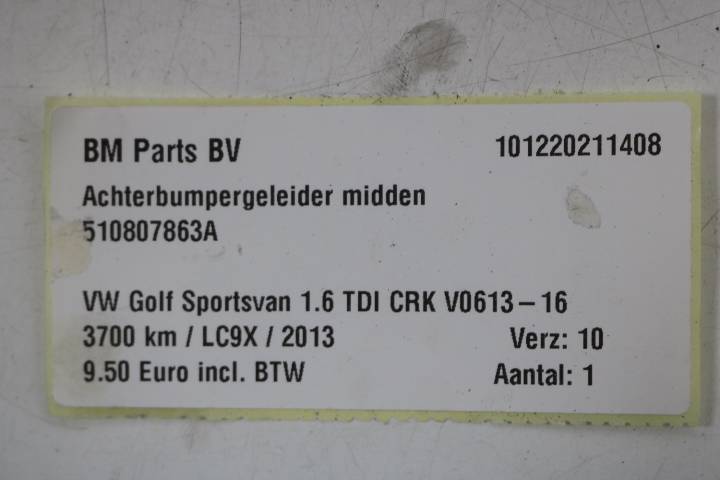 BM Parts BV 101220211408
Achterbumpergeleider midden
510807863A
VW Golf Sportsvan 1.6 TDI CRK V0613-16
3700 km / LC9X / 2013 Verz: 10
9.50 Euro incl. BTW Aantal: 1